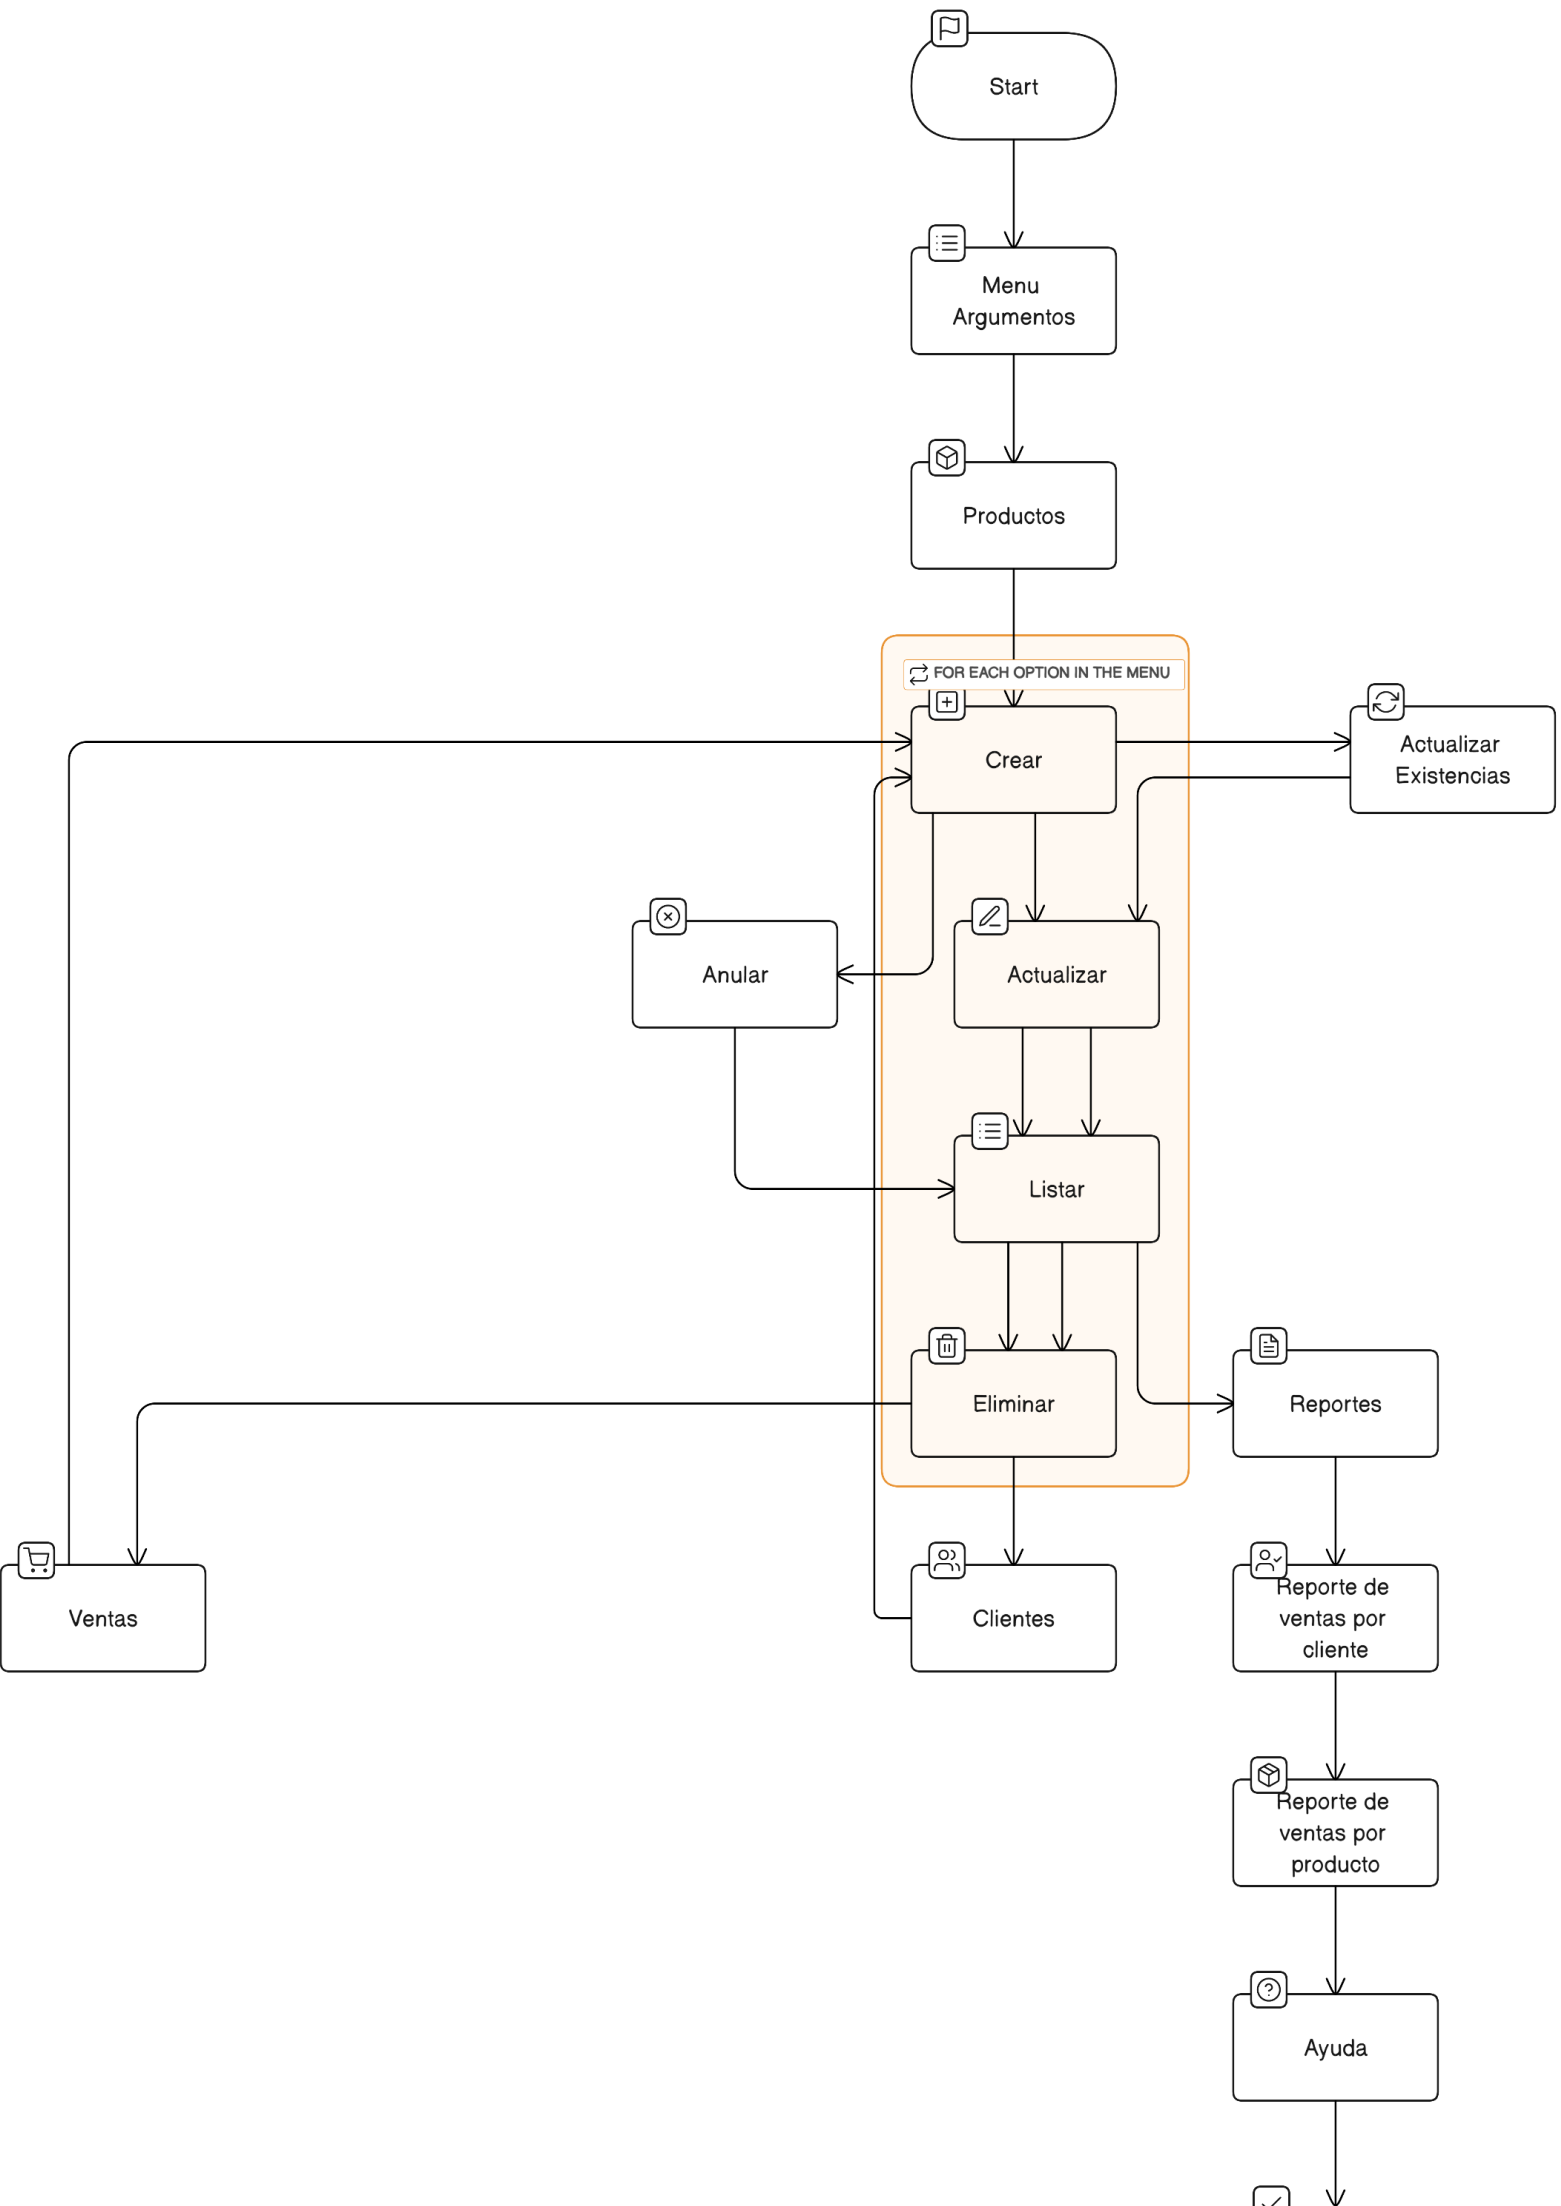 Start
Menu
Argumentos
Productos
FOR EACH OPTION IN THE MENU
Crear
Actualizar
Existencias
Anular
Actualizar
Listar
Eliminar
Reportes
Ventas
Clientes
Reporte de
ventas por
cliente
Reporte de
ventas por
producto
Ayuda